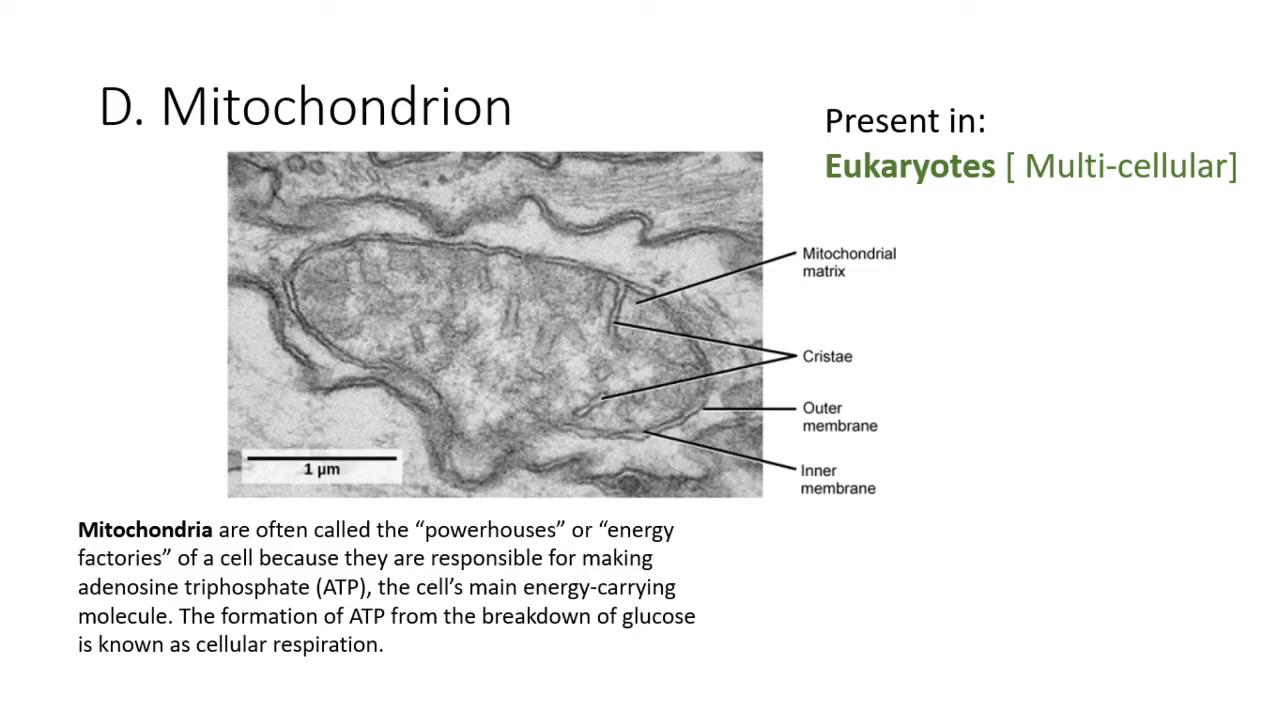 D. Mitochondrion
Present in:
Eukaryotes [ Multi-cellular]
Mitochondrial
matrix
Cristae
Outer
membrane
Inner
membrane
1 µm
Mitochondria are often called the “powerhouses” or “energy
factories” of a cell because they are responsible for making
adenosine triphosphate (ATP), the cell’s main energy-carrying
molecule. The formation of ATP from the breakdown of glucose
is known as cellular respiration.